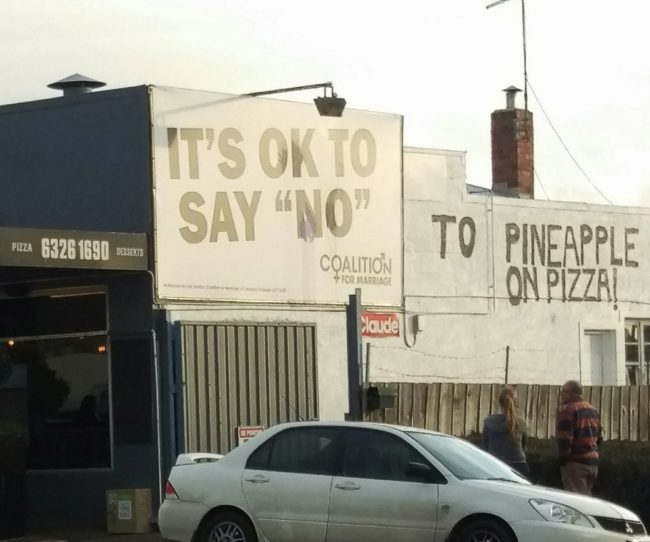 IT'S OK TO
SAY "NO"
COALITION
FOR MARRIAGE
TO PINEAPPLE
ON PIZZA!
PIZZA 6326 1690 DESSERTS
Claude